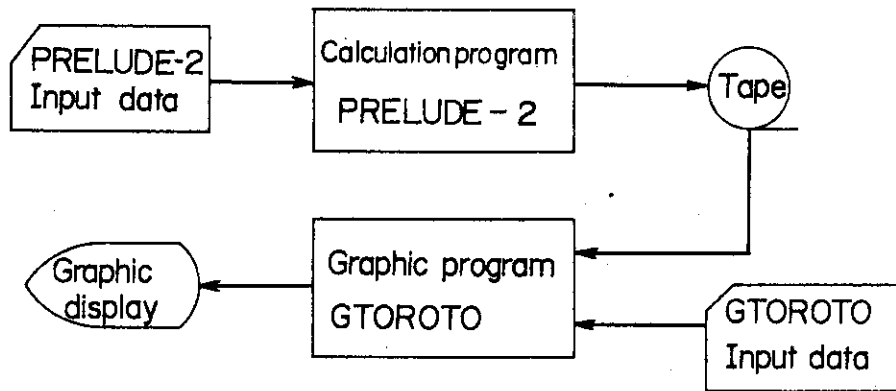 PRELUDE-2
Input data
Calculation program
PRELUDE - 2
Tape
Graphic
display
Graphic program
GTOROTO
GTOROTO
Input data